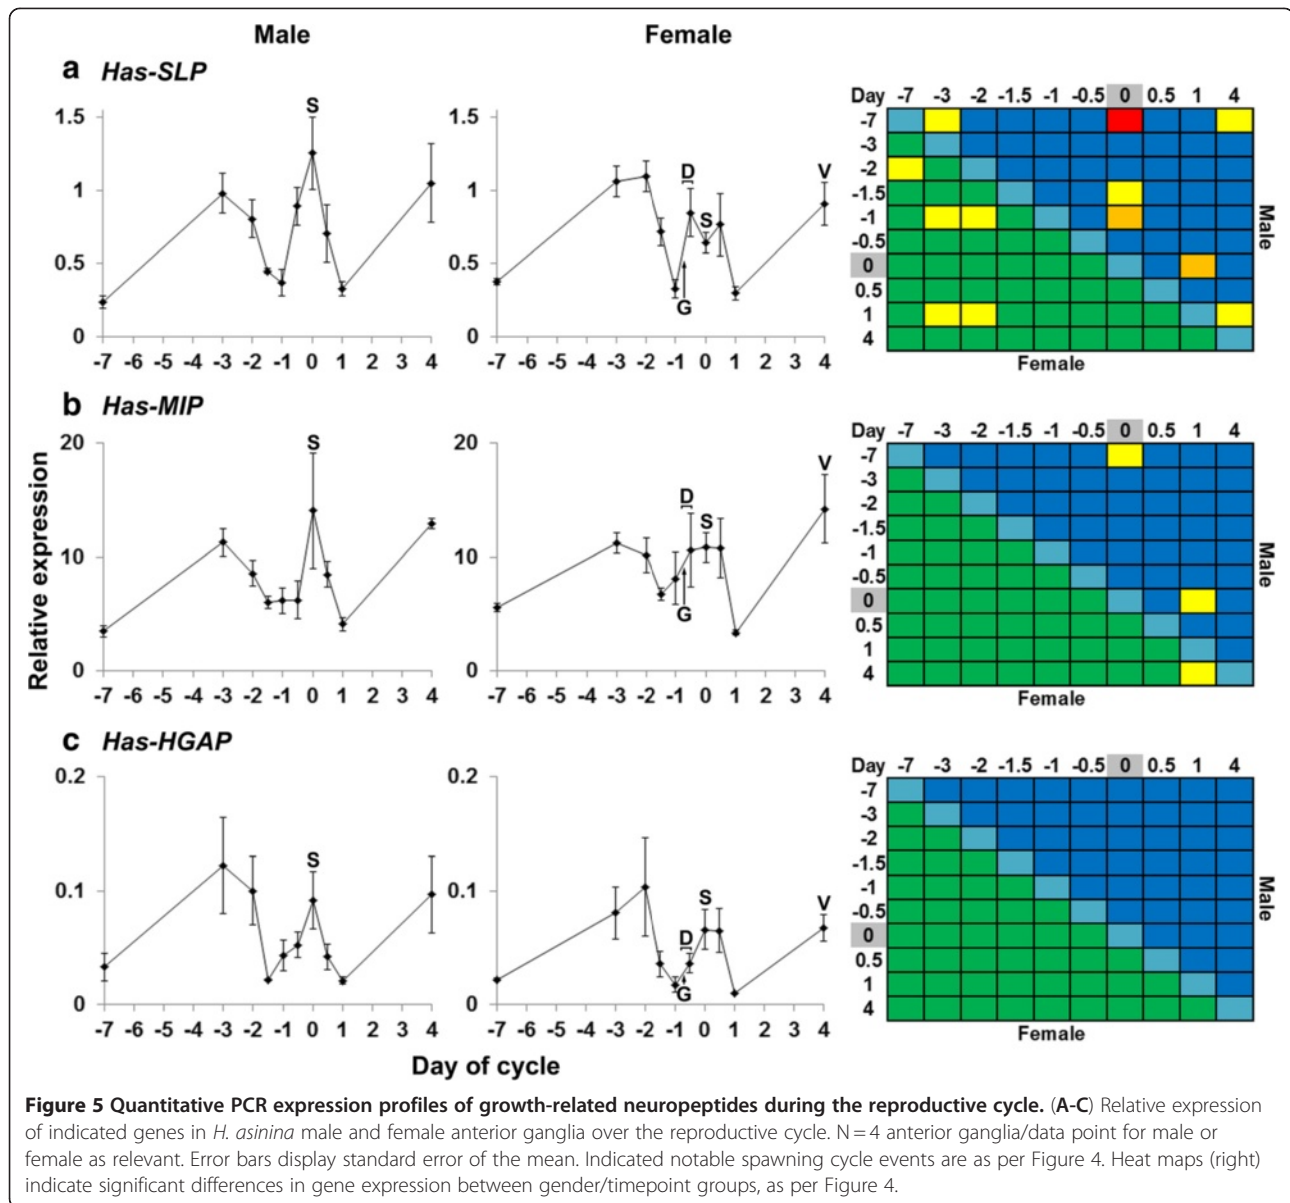 Male Female
a Has-SLP
Day -7 -3 -2 -1.5 -1 -0.5 0 0.5 1 4
1.5
1
0.5
0
S
-7 -6 -5 -4 -3 -2 -1 0 1 2 3 4
1.5
1
0.5
0
D
S
G
V
-7 -6 -5 -4 -3 -2 -1 0 1 2 3 4
-7
-3
-2
-1.5
-1
-0.5
0
0.5
1
4
Male
Female
b Has-MIP
Day -7 -3 -2 -1.5 -1 -0.5 0 0.5 1 4
Relative expression
20
10
0
S
-7 -6 -5 -4 -3 -2 -1 0 1 2 3 4
20
10
0
D
S
G
V
-7 -6 -5 -4 -3 -2 -1 0 1 2 3 4
-7
-3
-2
-1.5
-1
-0.5
0
0.5
1
4
Male
Female
c Has-HGAP
Day -7 -3 -2 -1.5 -1 -0.5 0 0.5 1 4
0.2
0.1
0
S
-7 -6 -5 -4 -3 -2 -1 0 1 2 3 4
0.2
0.1
0
S
D
G
V
-7 -6 -5 -4 -3 -2 -1 0 1 2 3 4
-7
-3
-2
-1.5
-1
-0.5
0
0.5
1
4
Male
Female
Day of cycle
Figure 5 Quantitative PCR expression profiles of growth-related neuropeptides during the reproductive cycle. (A-C) Relative expression
of indicated genes in H. asinina male and female anterior ganglia over the reproductive cycle. N = 4 anterior ganglia/data point for male or
female as relevant. Error bars display standard error of the mean. Indicated notable spawning cycle events are as per Figure 4. Heat maps (right)
indicate significant differences in gene expression between gender/timepoint groups, as per Figure 4.